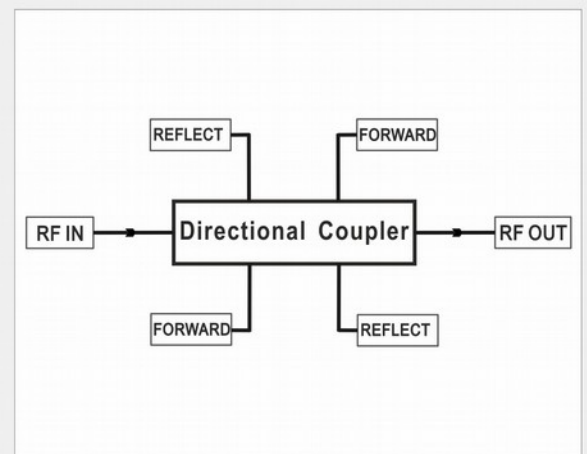 REFLECT
FORWARD
RF IN
Directional Coupler
RF OUT
FORWARD
REFLECT